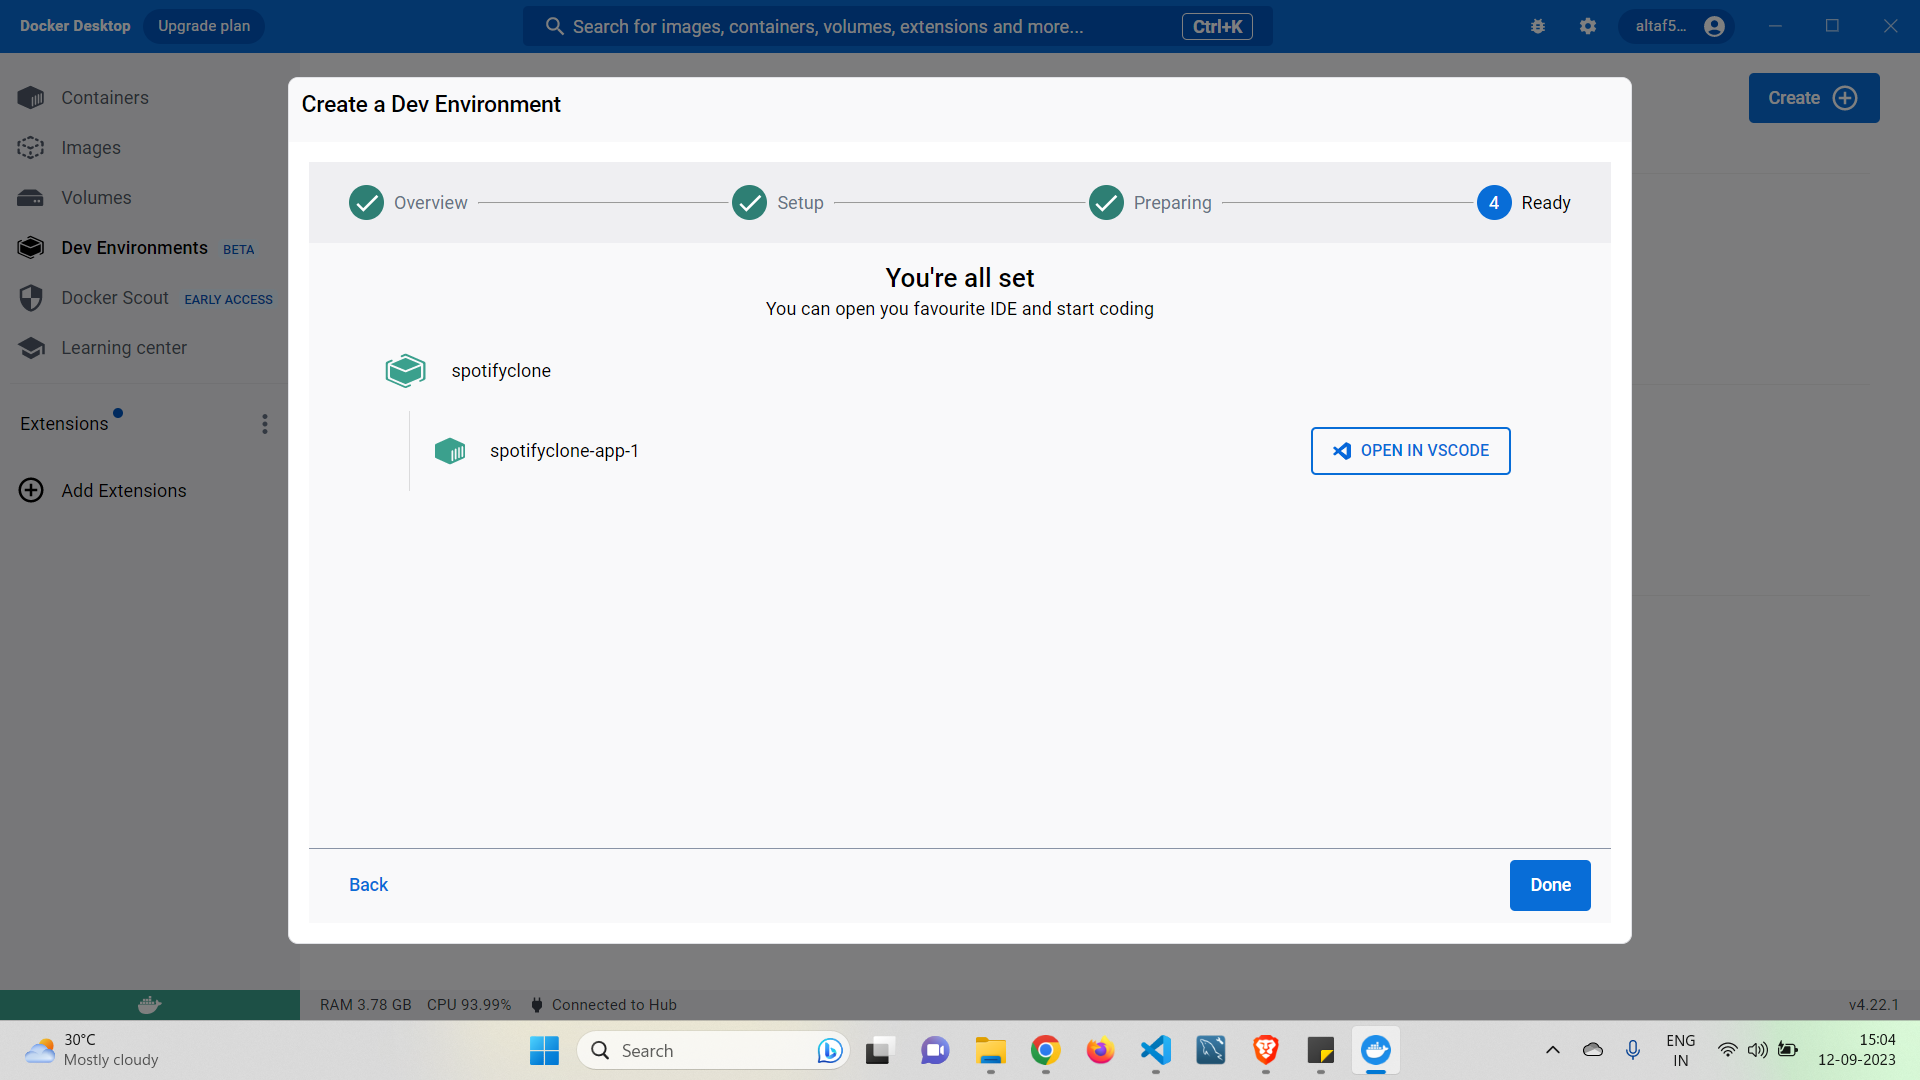 Docker Desktop
Upgrade plan
Search for images, containers, volumes, extensions and more...
Ctrl+K
altaf5...
Containers
Images
Volumes
Dev Environments BETA
Docker Scout EARLY ACCESS
Learning center
Extensions
Add Extensions
Create
Create a Dev Environment
Overview
Setup
Preparing
4 Ready
You're all set
You can open you favourite IDE and start coding
spotifyclone
spotifyclone-app-1
OPEN IN VSCODE
Back
Done
RAM 3.78 GB CPU 93.99% Connected to Hub
v4.22.1
30°C
Mostly cloudy
Search
ENG
IN
15:04
12-09-2023